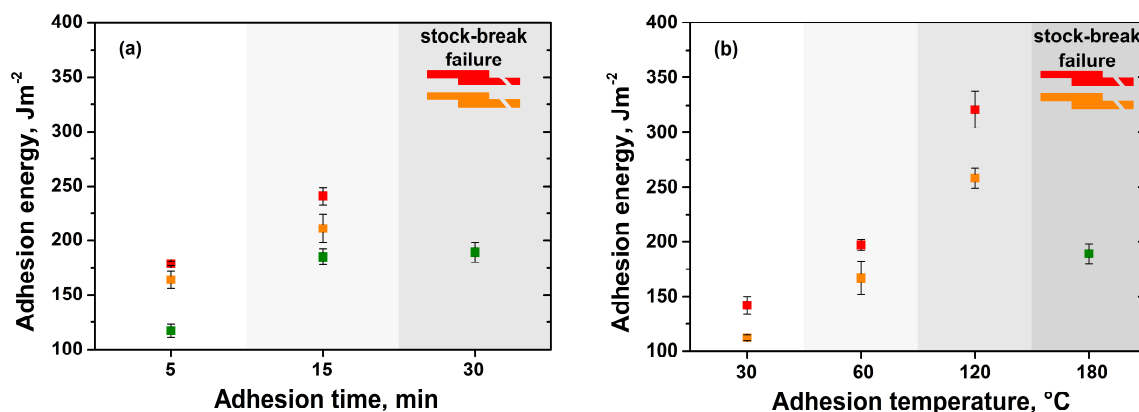 (a)
stock-break
failure
400
350
300
250
200
150
100
Adhesion energy, Jm⁻²
5
15
30
Adhesion time, min
(b)
stock-break
failure
400
350
300
250
200
150
100
Adhesion energy, Jm⁻²
30
60
120
180
Adhesion temperature, °C